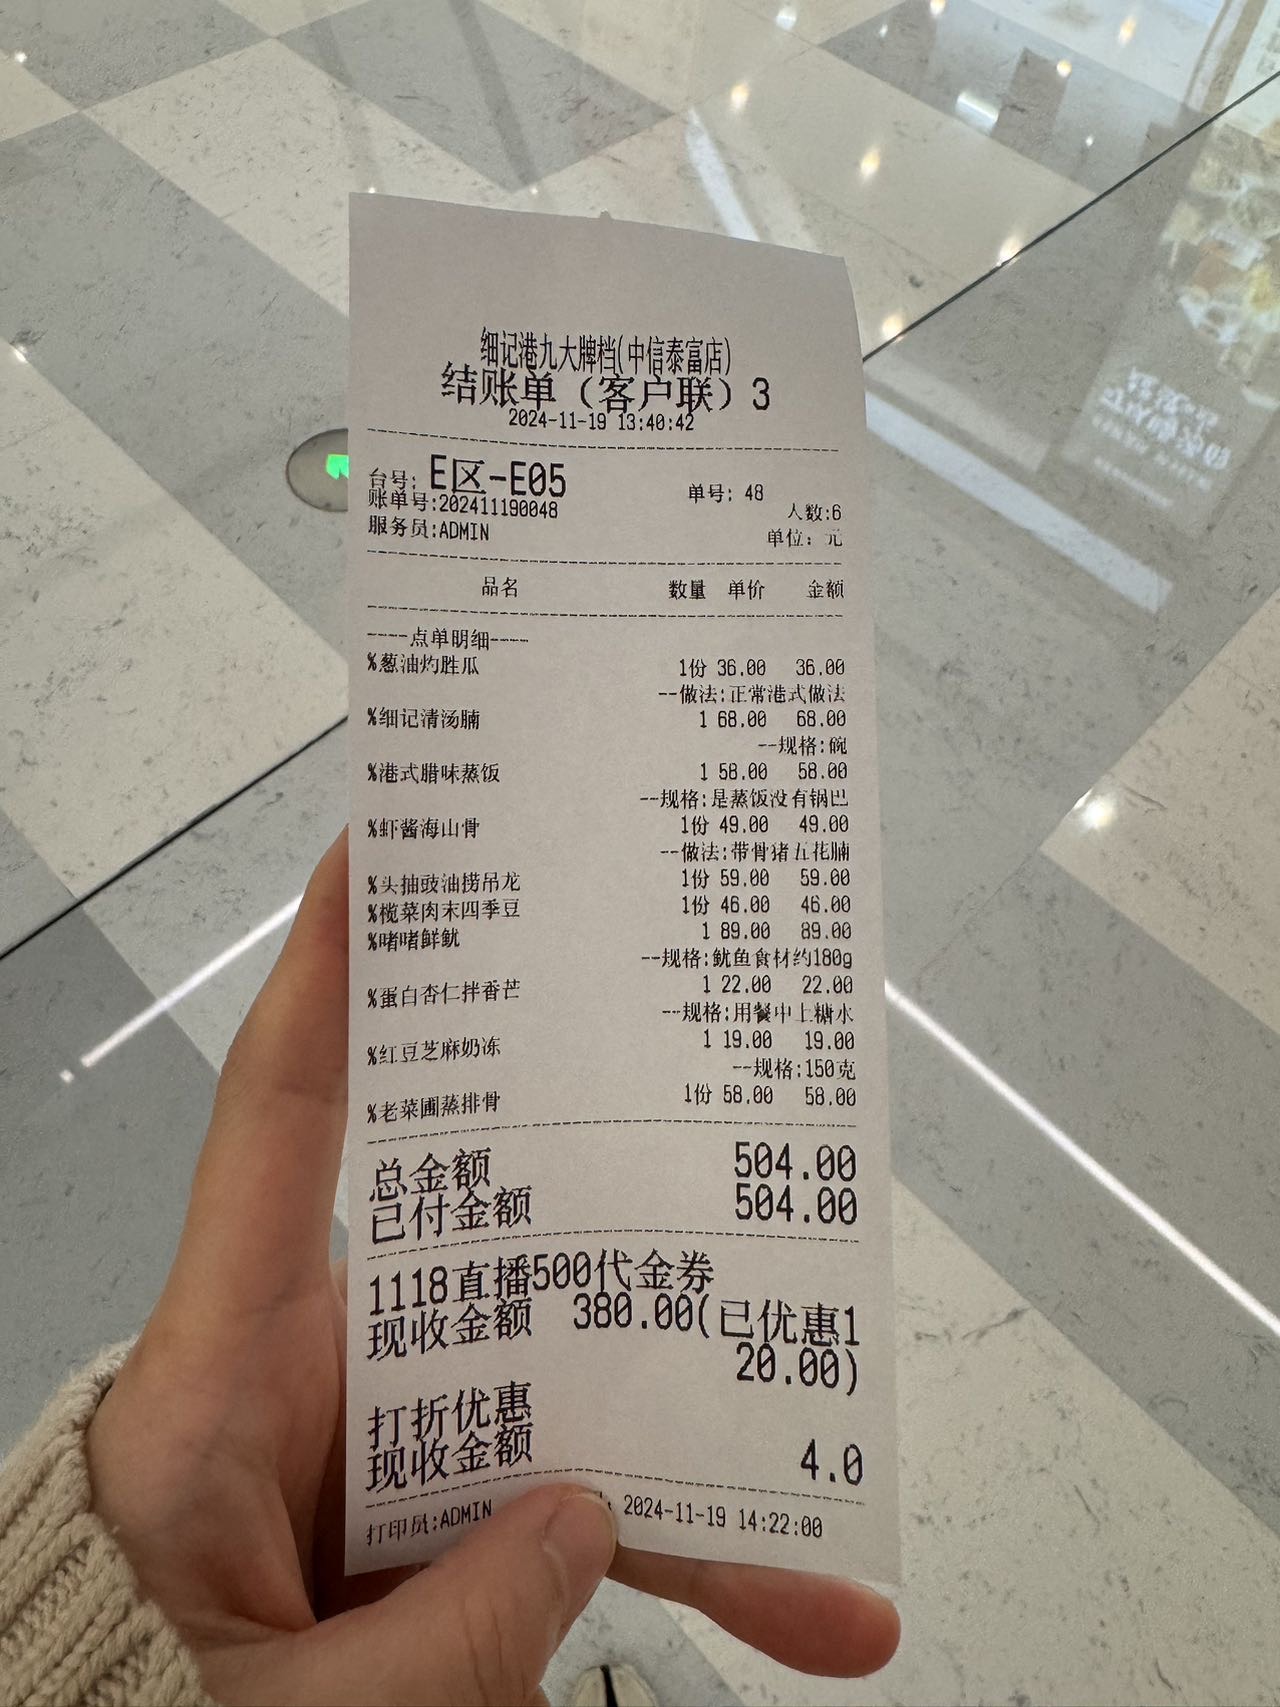 细记港九大牌档(中信泰富店)
结账单（客户联）3
2024-11-19 13:40:42
台号: E区-E05 单号: 48
账单号:202411190048 人数:6
服务员:ADMIN 单位: 元
品名 数量 单价 金额
----点单明细----
%葱油灼胜瓜 1份 36.00 36.00
--做法:正常港式做法
%细记清汤腩 1 68.00 68.00
--规格:碗
%港式腊味蒸饭 1 58.00 58.00
--规格:是蒸饭没有锅巴
%虾酱海山骨 1份 49.00 49.00
--做法:带骨猪五花腩
%头抽豉油捞吊龙 1份 59.00 59.00
%榄菜肉末四季豆 1份 46.00 46.00
%啫啫鲜鱿 1 89.00 89.00
--规格:鱿鱼食材约180g
%蛋白杏仁拌香芒 1 22.00 22.00
--规格:用餐中上糖水
%红豆芝麻奶冻 1 19.00 19.00
--规格:150克
%老菜圃蒸排骨 1份 58.00 58.00
总金额 504.00
已付金额 504.00
1118直播500代金券
现收金额 380.00(已优惠1
20.00)
打折优惠
现收金额 4.0
打印员:ADMIN 2024-11-19 14:22:00